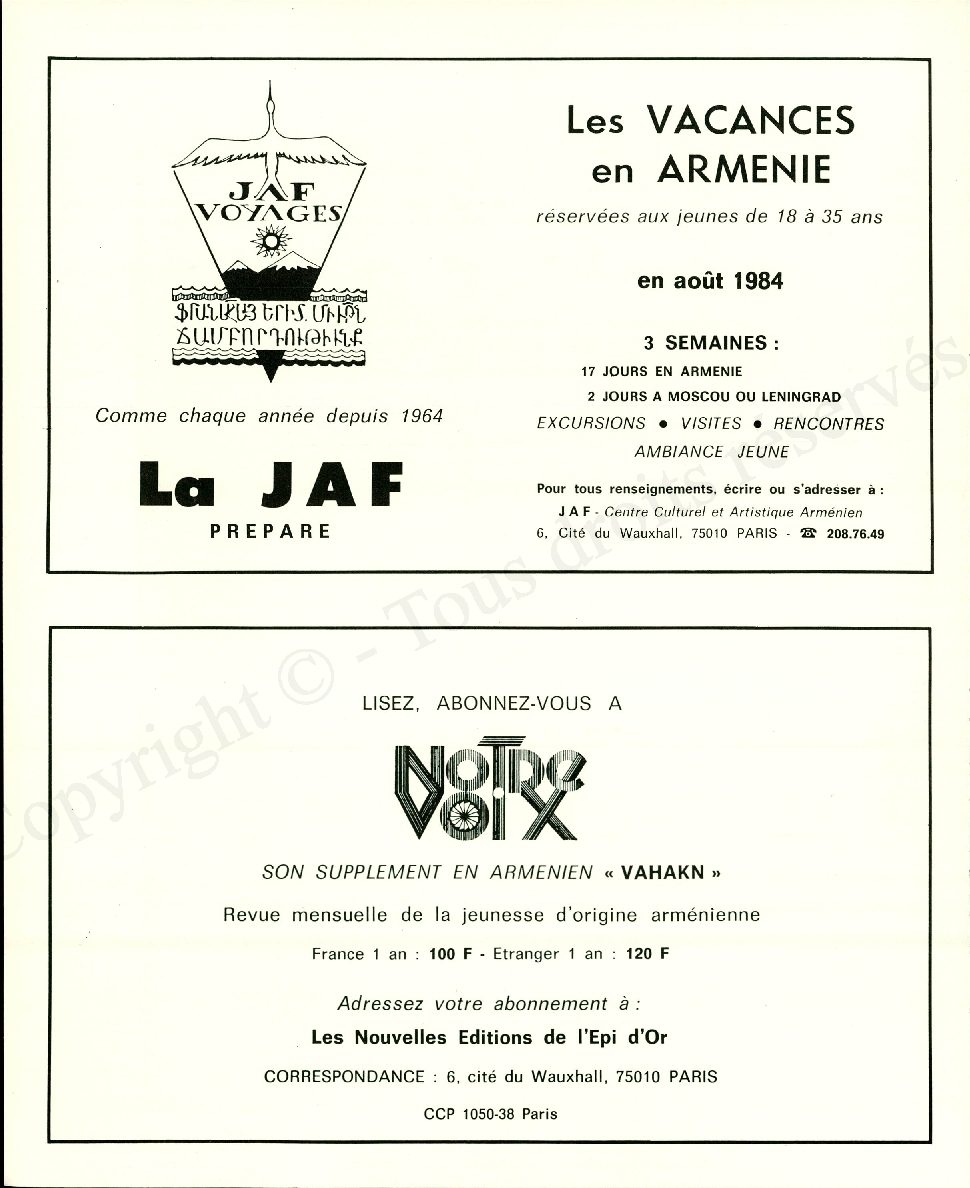 JAF
VOYAGES
ՖՐԱՆՍԱՀԱՅ ԵՐԻՏ. ՄԻՈՒԹՆ
ՃԱՄԲՈՐԴՈՒԹԻՒՆՔ
Comme chaque année depuis 1964
La JAF
PREPARE
Les VACANCES
en ARMENIE
réservées aux jeunes de 18 à 35 ans
en août 1984
3 SEMAINES :
17 JOURS EN ARMENIE
2 JOURS A MOSCOU OU LENINGRAD
EXCURSIONS ● VISITES ● RENCONTRES
AMBIANCE JEUNE
Pour tous renseignements, écrire ou s'adresser à :
JAF - Centre Culturel et Artistique Arménien
6, Cité du Wauxhall, 75010 PARIS - ☎ 208.76.49
LISEZ, ABONNEZ-VOUS A
NOTRE
VOIX
SON SUPPLEMENT EN ARMENIEN « VAHAKN »
Revue mensuelle de la jeunesse d'origine arménienne
France 1 an : 100 F - Etranger 1 an : 120 F
Adressez votre abonnement à :
Les Nouvelles Editions de l'Epi d'Or
CORRESPONDANCE : 6, cité du Wauxhall, 75010 PARIS
CCP 1050-38 Paris
Copyright © - Tous droits réservés